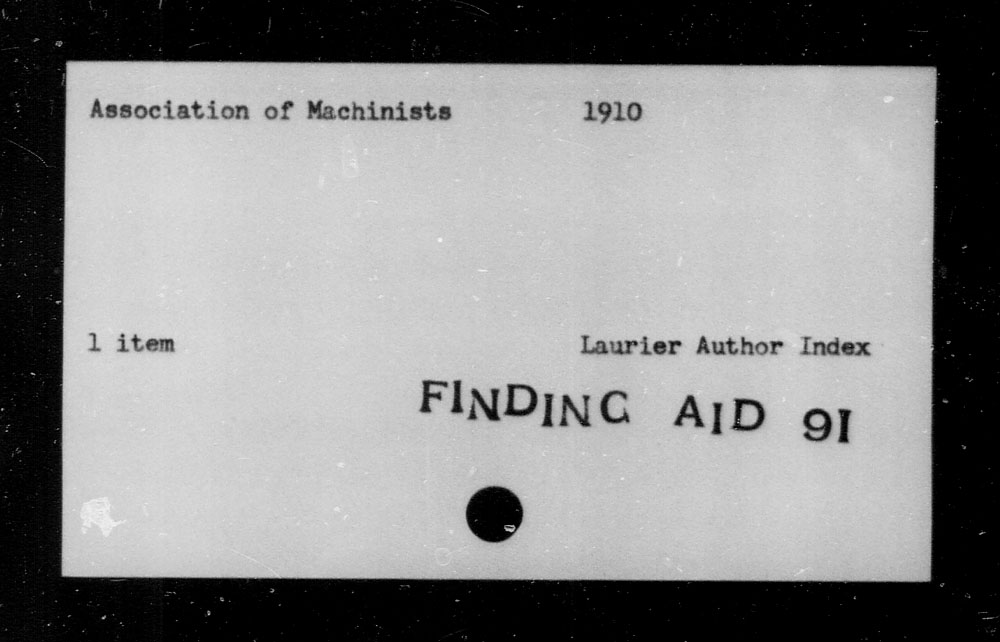 Association of Machinists 1910
1 item Laurier Author Index
FINDING AID 91